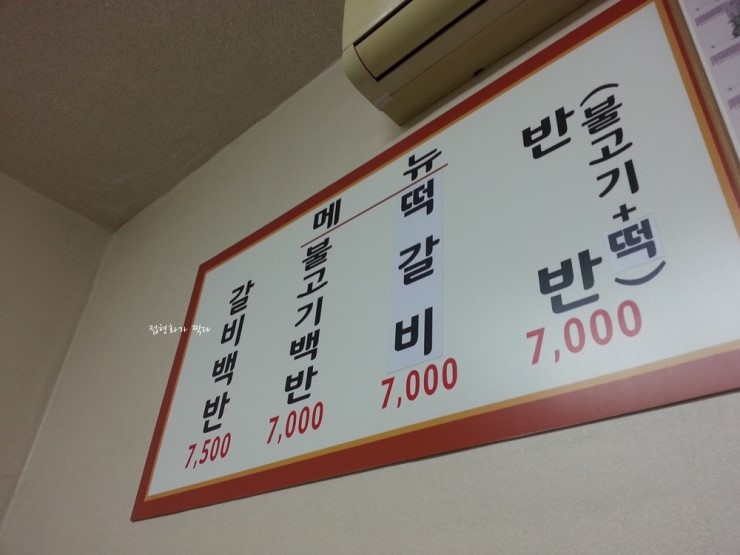 메 뉴
갈비백반
7,500
불고기백반
7,000
떡갈비
7,000
반 반
(불고기+떡)
7,000